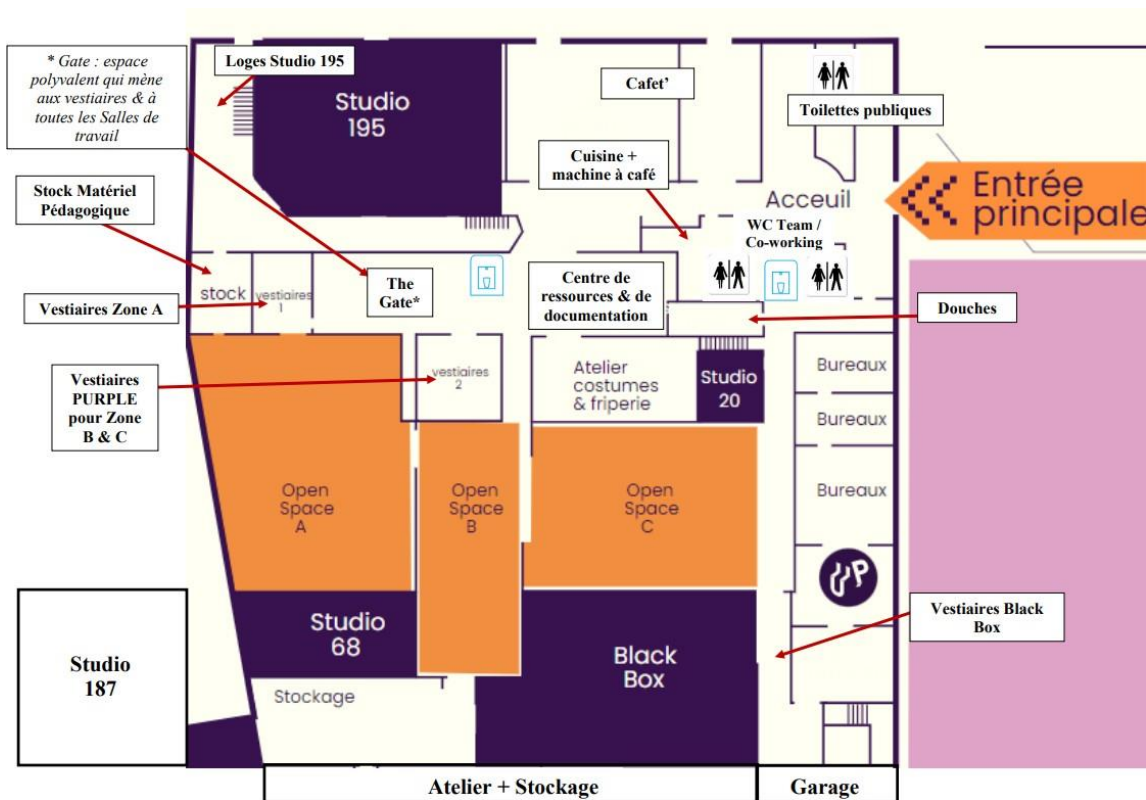 * Gate : espace
polyvalent qui mène
aux vestiaires & à
toutes les Salles de
travail
Loges Studio 195
Studio
195
Cafet’
Toilettes publiques
Stock Matériel
Pédagogique
Cuisine +
machine à café
Acceuil
Entrée
principale
WC Team /
Co-working
stock
vestiaires
1
The
Gate*
Centre de
ressources & de
documentation
Vestiaires Zone A
Douches
Vestiaires
PURPLE
pour Zone
B & C
vestiaires
2
Atelier
costumes
& friperie
Studio
20
Bureaux
Bureaux
Bureaux
Open
Space
A
Open
Space
B
Open
Space
C
P
Studio
68
Black
Box
Vestiaires Black
Box
Studio
187
Stockage
Atelier + Stockage
Garage